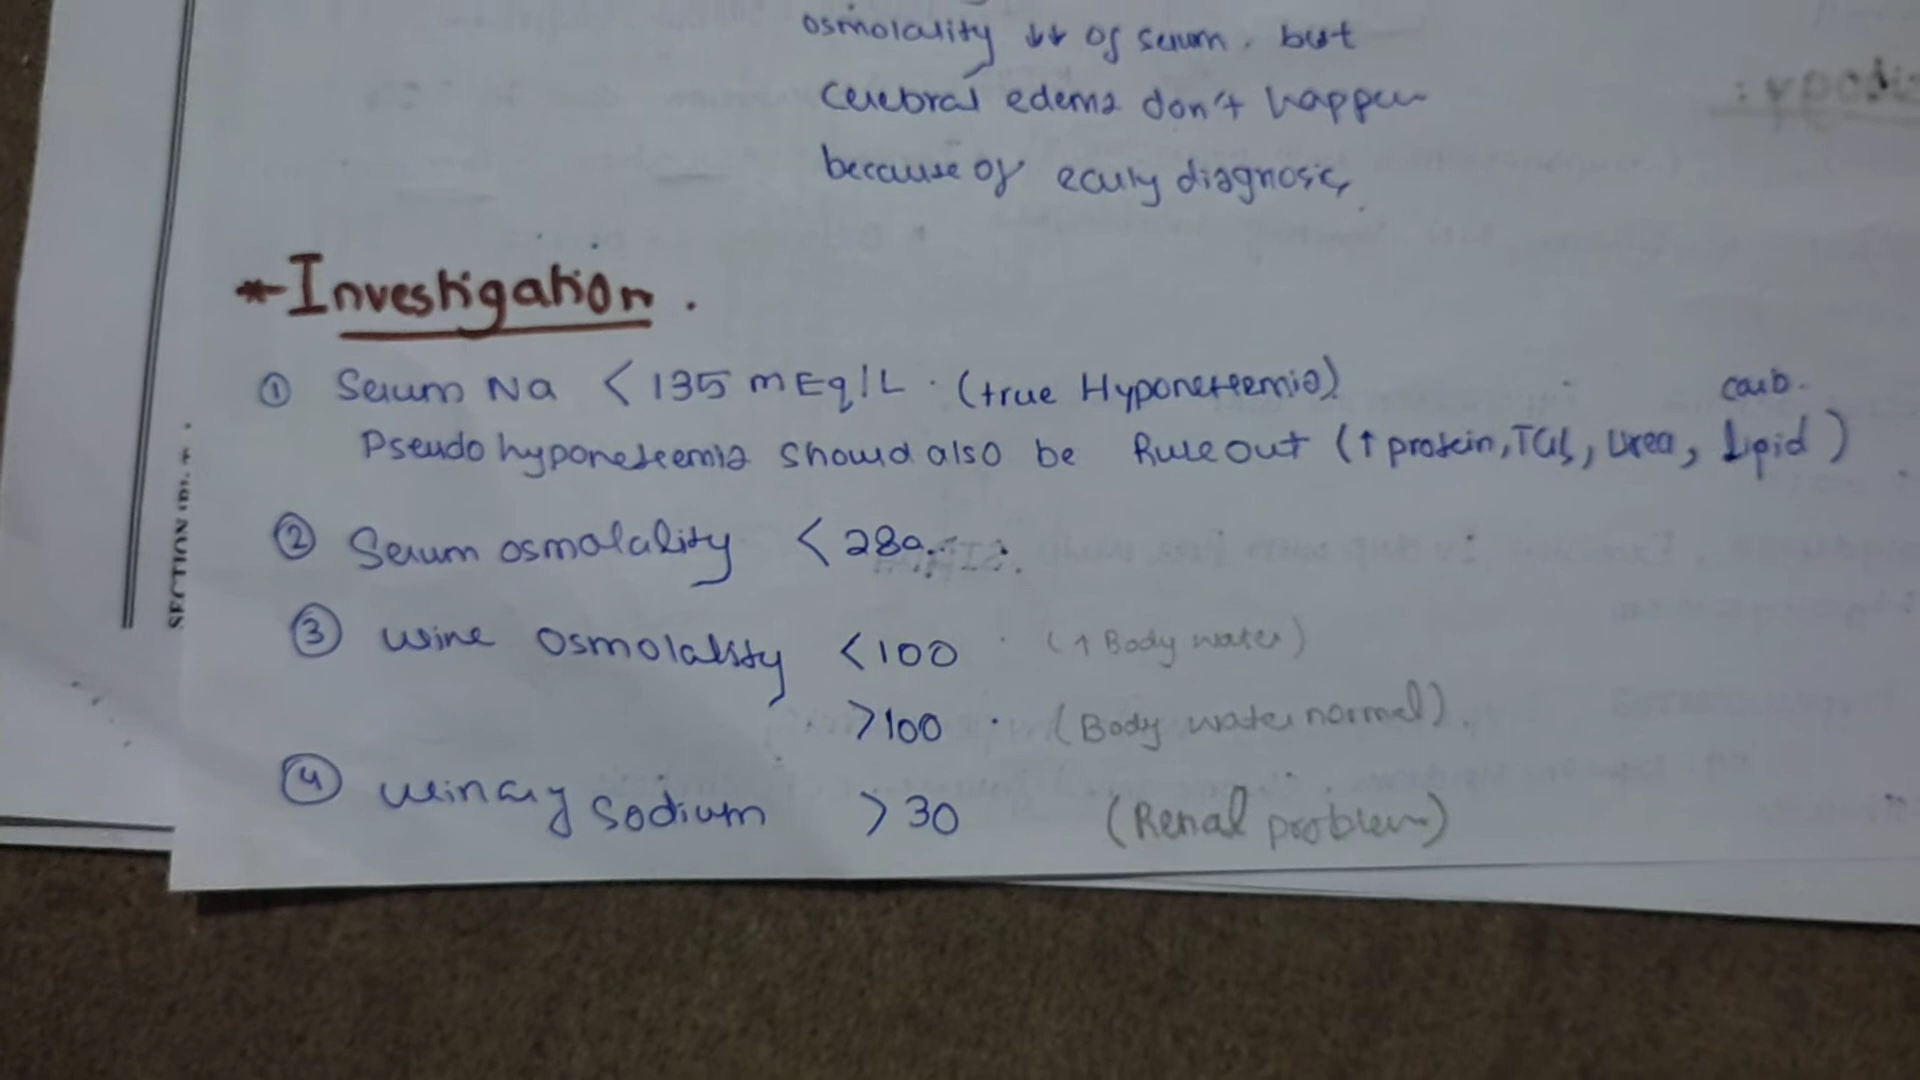 osmolality ↓↓ of serum. but
cerebral edema don't happen
because of early diagnosis,
* Investigation.
① Serum Na < 135 mEq/L. (true Hyponatremia)
carb.
Pseudo hyponatremia should also be Rule out (↑ protein, TGs, Urea, Lipid)
② Serum osmolality < 280.
③ urine osmolality < 100 (↑ Body water)
>100 (Body water normal).
④ urinary sodium > 30 (Renal problem)
SECTION